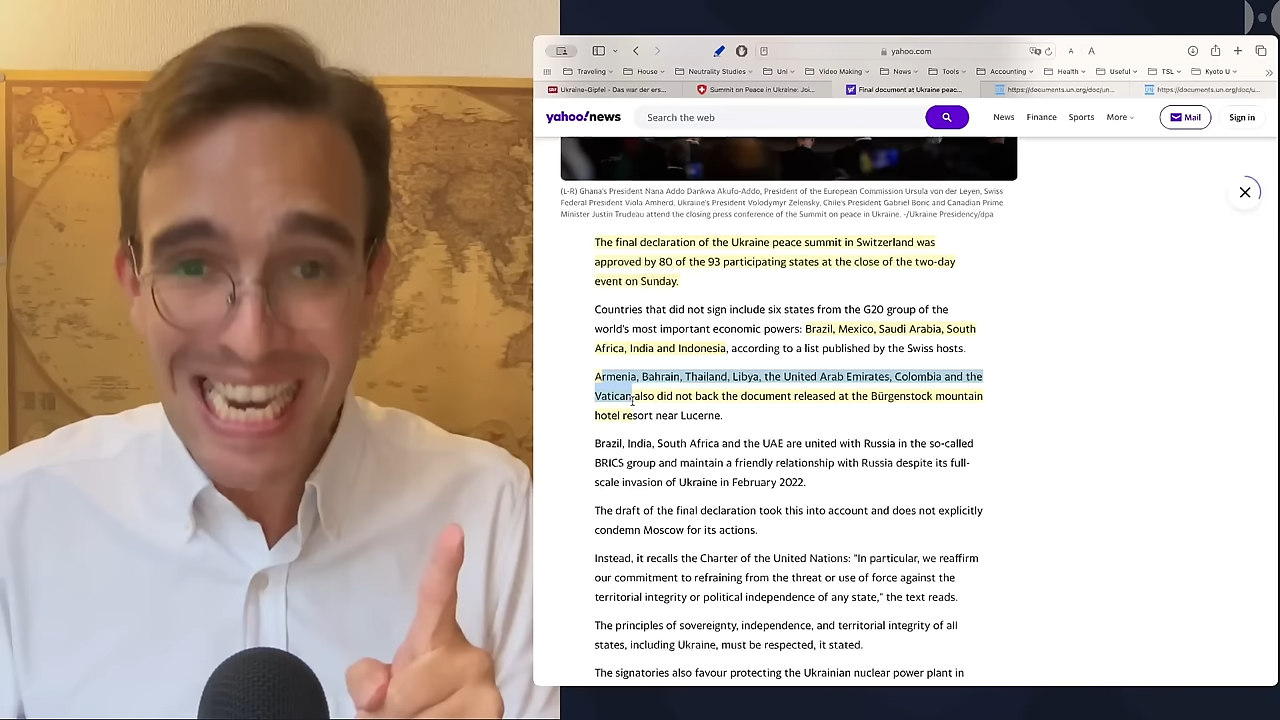 yahoo.com
A
A
Traveling
House
Neutrality Studies
Uni
Video Making
News
Tools
Accounting
Health
Useful
TSL
Kyoto U
Ukraine-Gipfel - Das war der ers...
Summit on Peace in Ukraine: Joi...
Final document at Ukraine peac...
https://documents.un.org/doc/un...
https://documents.un.org/doc/u...
yahoo!news
Search the web
News
Finance
Sports
More
Mail
Sign in
(L-R) Ghana's President Nana Addo Dankwa Akufo-Addo, President of the European Commission Ursula von der Leyen, Swiss
Federal President Viola Amherd, Ukraine's President Volodymyr Zelensky, Chile's President Gabriel Boric and Canadian Prime
Minister Justin Trudeau attend the closing press conference of the Summit on peace in Ukraine. -/Ukraine Presidency/dpa
The final declaration of the Ukraine peace summit in Switzerland was
approved by 80 of the 93 participating states at the close of the two-day
event on Sunday.
Countries that did not sign include six states from the G20 group of the
world's most important economic powers: Brazil, Mexico, Saudi Arabia, South
Africa, India and Indonesia, according to a list published by the Swiss hosts.
Armenia, Bahrain, Thailand, Libya, the United Arab Emirates, Colombia and the
Vatican also did not back the document released at the Bürgenstock mountain
hotel resort near Lucerne.
Brazil, India, South Africa and the UAE are united with Russia in the so-called
BRICS group and maintain a friendly relationship with Russia despite its full-
scale invasion of Ukraine in February 2022.
The draft of the final declaration took this into account and does not explicitly
condemn Moscow for its actions.
Instead, it recalls the Charter of the United Nations: "In particular, we reaffirm
our commitment to refraining from the threat or use of force against the
territorial integrity or political independence of any state," the text reads.
The principles of sovereignty, independence, and territorial integrity of all
states, including Ukraine, must be respected, it stated.
The signatories also favour protecting the Ukrainian nuclear power plant in